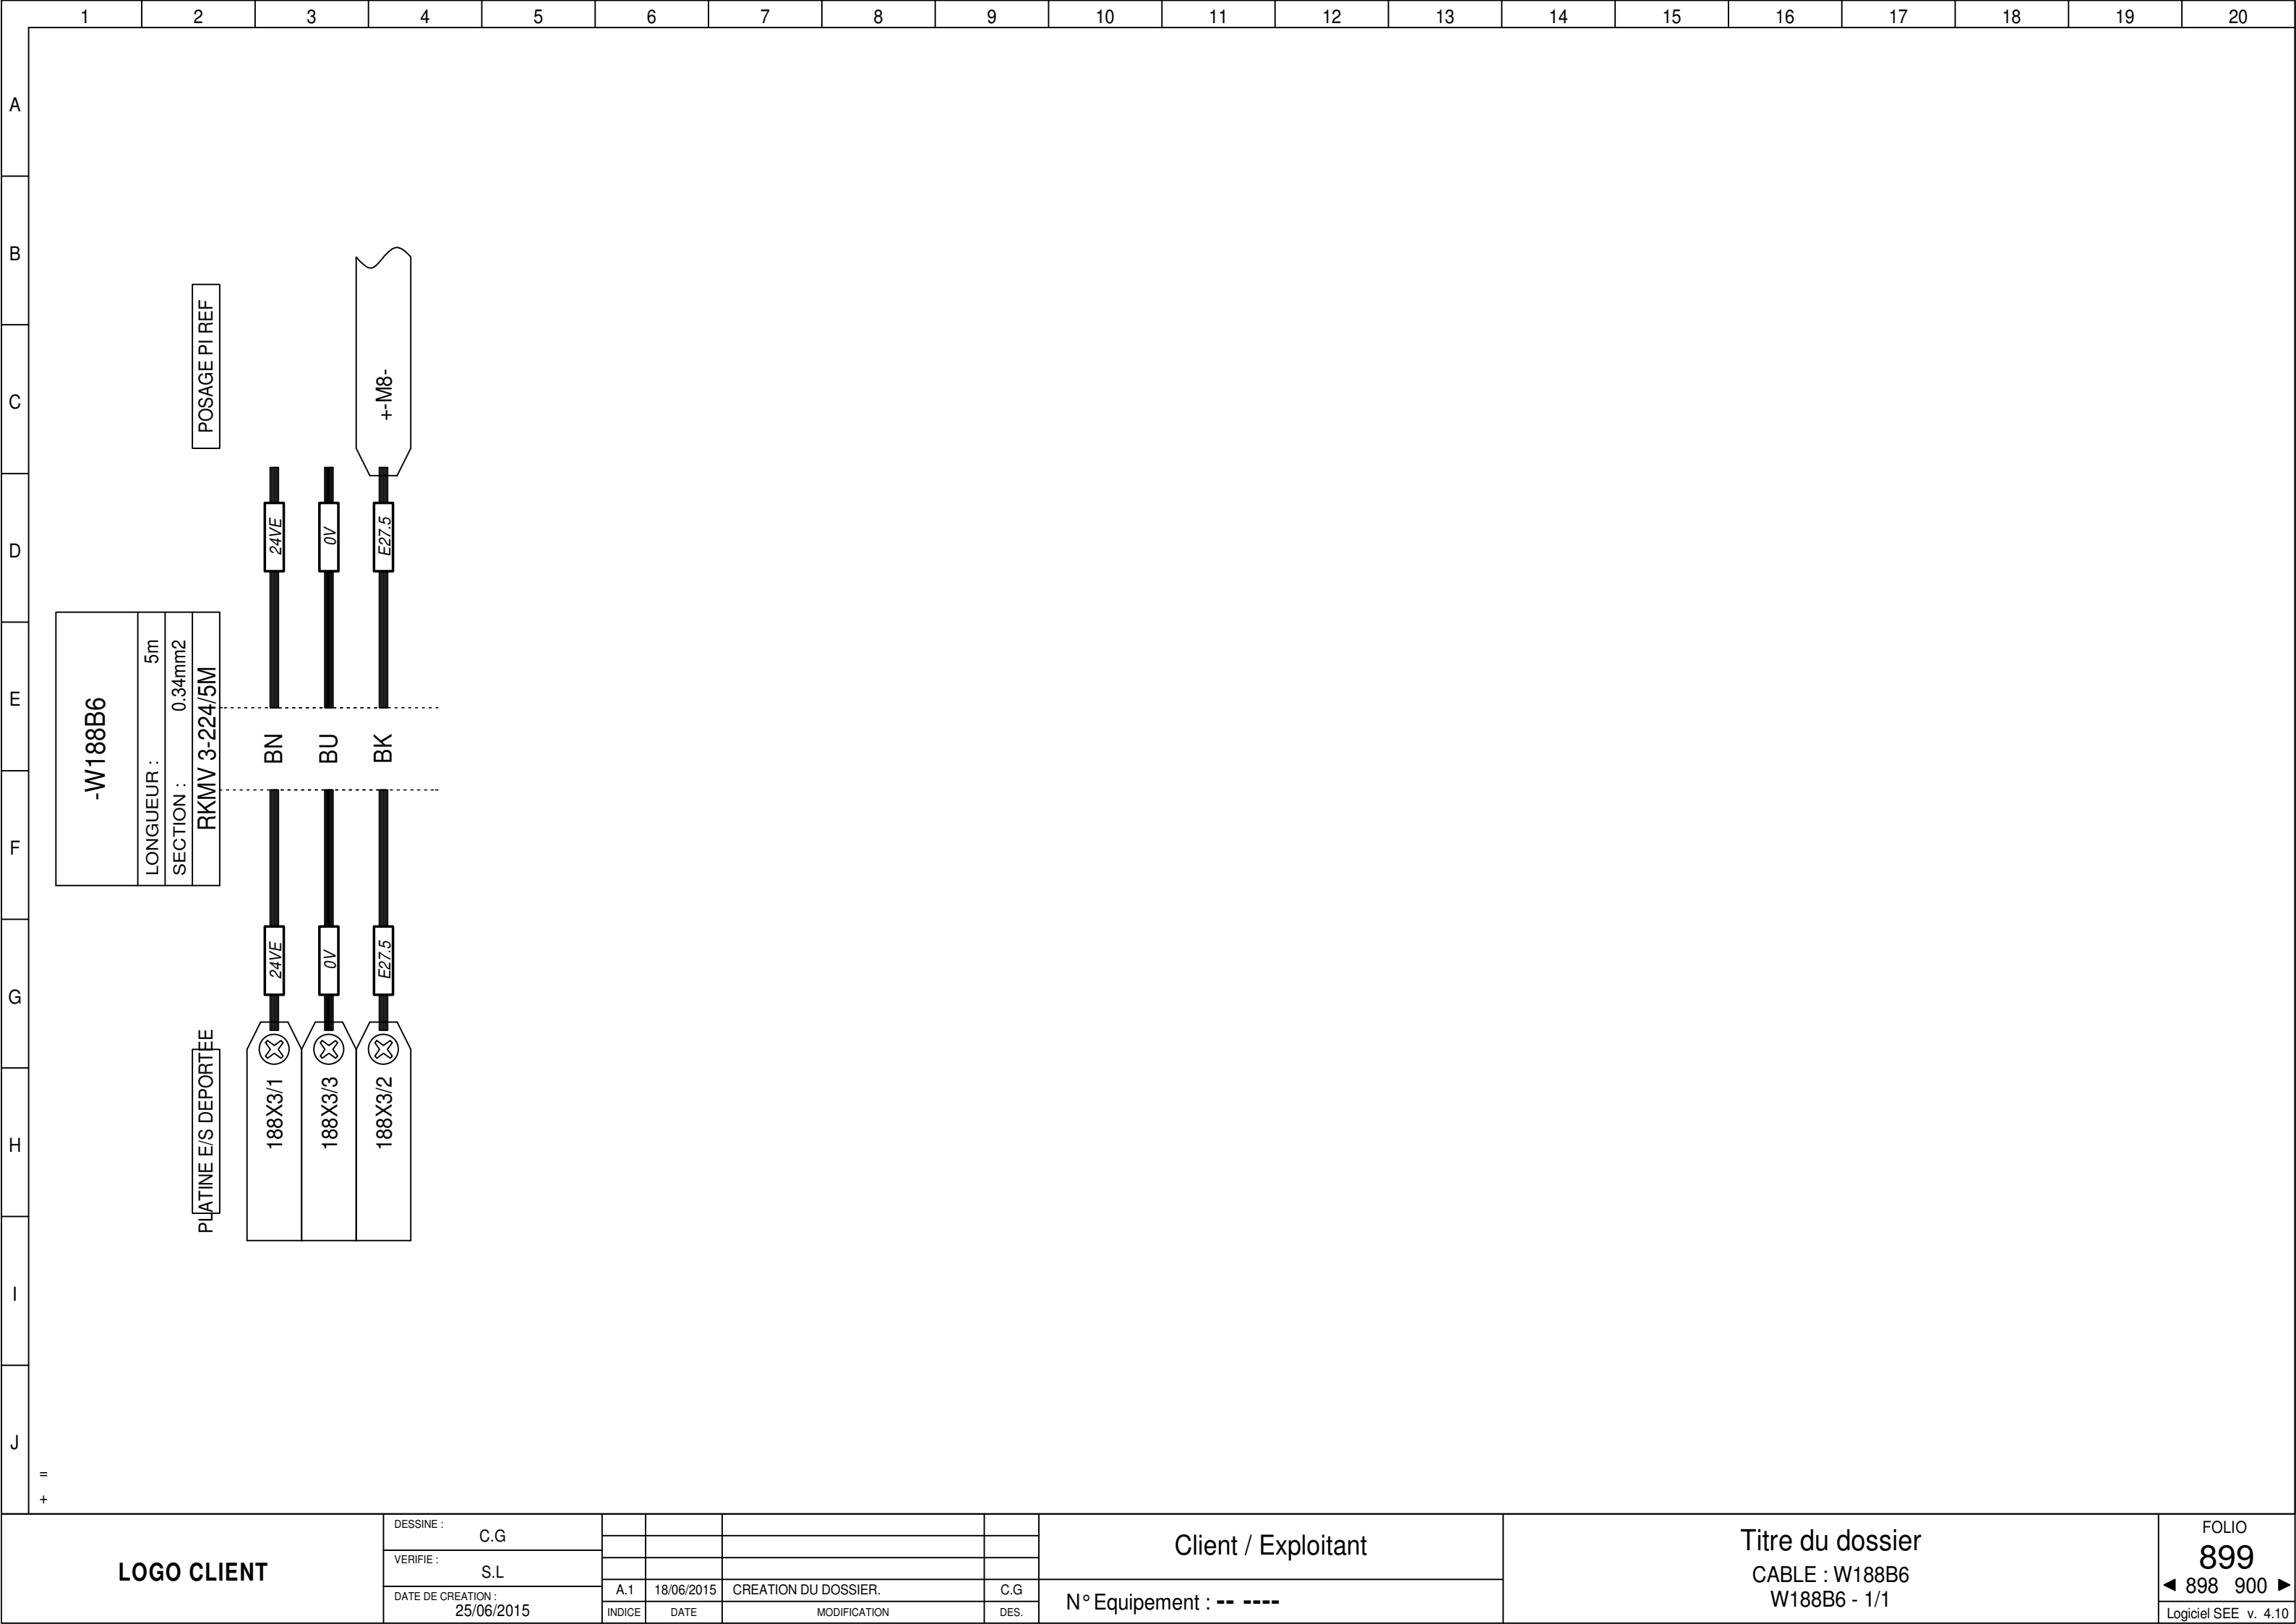 1 2 3 4 5 6 7 8 9 10 11 12 13 14 15 16 17 18 19 20
A
B
C
D
E
F
G
H
I
J
POSAGE PI REF
+-M8-
24VE
0V
E27.5
-W188B6
LONGUEUR : 5m
SECTION : 0.34mm2
RKMV 3-224/5M
BN
BU
BK
24VE
0V
E27.5
PLATINE E/S DEPORTEE
188X3/1
188X3/3
188X3/2
=
+
LOGO CLIENT
DESSINE :
C.G
VERIFIE :
S.L
DATE DE CREATION :
25/06/2015
A.1 18/06/2015 CREATION DU DOSSIER. C.G
INDICE DATE MODIFICATION DES.
Client / Exploitant
N° Equipement : -- ----
Titre du dossier
CABLE : W188B6
W188B6 - 1/1
FOLIO
899
◄ 898 900 ►
Logiciel SEE v. 4.10